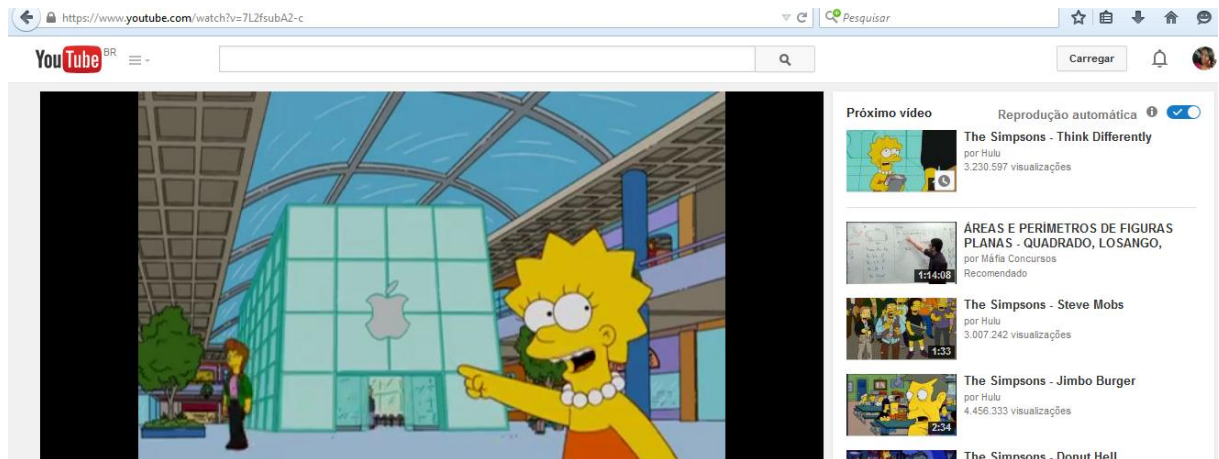 https://www.youtube.com/watch?v=7L2fsubA2-c
Pesquisar
YouTube BR
Carregar
Próximo vídeo
Reprodução automática
The Simpsons - Think Differently
por Hulu
3.230.597 visualizações
ÁREAS E PERÍMETROS DE FIGURAS
PLANAS - QUADRADO, LOSANGO,
por Máfia Concursos
1:14:08
Recomendado
The Simpsons - Steve Mobs
por Hulu
3.007.242 visualizações
1:33
The Simpsons - Jimbo Burger
por Hulu
4.456.333 visualizações
2:34
The Simpsons - Donut Hell